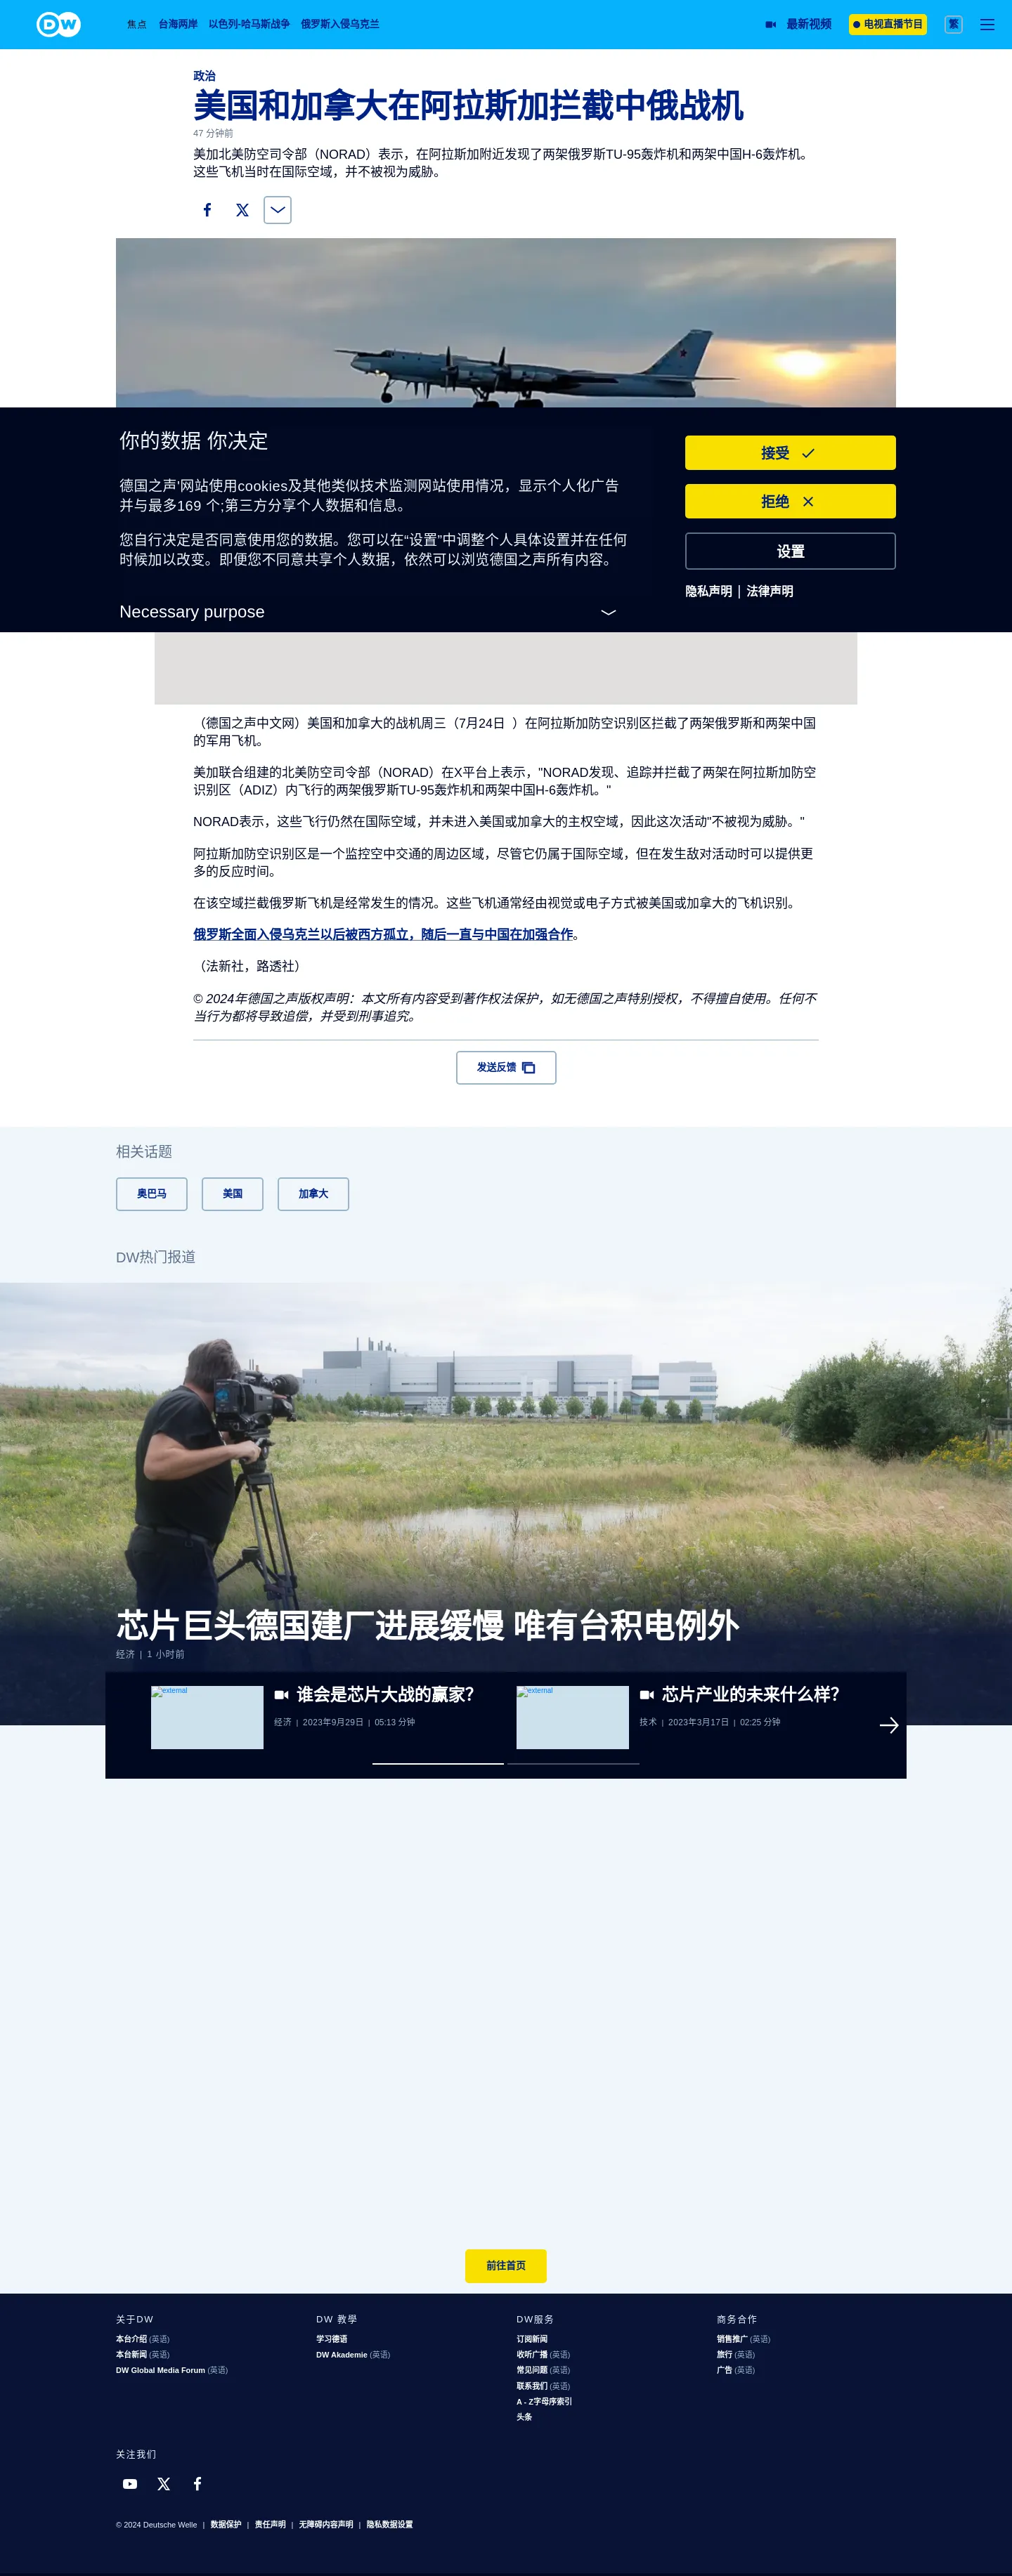 DW
焦点 台海两岸 以色列-哈马斯战争 俄罗斯入侵乌克兰 最新视频 电视直播节目 繁
政治
美国和加拿大在阿拉斯加拦截中俄战机
47 分钟前
美加北美防空司令部（NORAD）表示，在阿拉斯加附近发现了两架俄罗斯TU-95轰炸机和两架中国H-6轰炸机。
这些飞机当时在国际空域，并不被视为威胁。
你的数据 你决定
德国之声'网站使用cookies及其他类似技术监测网站使用情况，显示个人化广告
并与最多169 个;第三方分享个人数据和信息。
您自行决定是否同意使用您的数据。您可以在“设置”中调整个人具体设置并在任何
时候加以改变。即便您不同意共享个人数据，依然可以浏览德国之声所有内容。
Necessary purpose
接受
拒绝
设置
隐私声明 | 法律声明
（德国之声中文网）美国和加拿大的战机周三（7月24日 ）在阿拉斯加防空识别区拦截了两架俄罗斯和两架中国
的军用飞机。
美加联合组建的北美防空司令部（NORAD）在X平台上表示，"NORAD发现、追踪并拦截了两架在阿拉斯加防空
识别区（ADIZ）内飞行的两架俄罗斯TU-95轰炸机和两架中国H-6轰炸机。"
NORAD表示，这些飞行仍然在国际空域，并未进入美国或加拿大的主权空域，因此这次活动"不被视为威胁。"
阿拉斯加防空识别区是一个监控空中交通的周边区域，尽管它仍属于国际空域，但在发生敌对活动时可以提供更
多的反应时间。
在该空域拦截俄罗斯飞机是经常发生的情况。这些飞机通常经由视觉或电子方式被美国或加拿大的飞机识别。
俄罗斯全面入侵乌克兰以后被西方孤立，随后一直与中国在加强合作。
（法新社，路透社）
© 2024年德国之声版权声明：本文所有内容受到著作权法保护，如无德国之声特别授权，不得擅自使用。任何不
当行为都将导致追偿，并受到刑事追究。
发送反馈
相关话题
奥巴马 美国 加拿大
DW热门报道
芯片巨头德国建厂进展缓慢 唯有台积电例外
经济 | 1 小时前
external 谁会是芯片大战的赢家？
经济 | 2023年9月29日 | 05:13 分钟
external 芯片产业的未来什么样？
技术 | 2023年3月17日 | 02:25 分钟
前往首页
关于DW
本台介绍 (英语)
本台新闻 (英语)
DW Global Media Forum (英语)
DW 教學
学习德语
DW Akademie (英语)
DW服务
订阅新闻
收听广播 (英语)
常见问题 (英语)
联系我们 (英语)
A - Z字母序索引
头条
商务合作
销售推广 (英语)
旅行 (英语)
广告 (英语)
关注我们
© 2024 Deutsche Welle | 数据保护 | 责任声明 | 无障碍内容声明 | 隐私数据设置